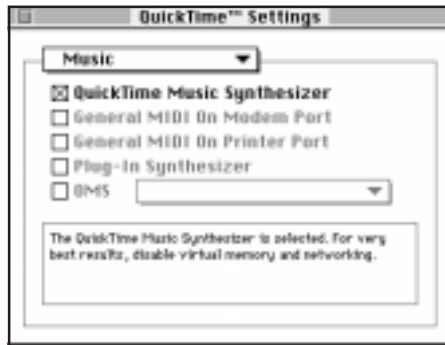 QuickTime™ Settings
Music
QuickTime Music Synthesizer
General MIDI On Modem Port
General MIDI On Printer Port
Plug-In Synthesizer
OMS
The QuickTime Music Synthesizer is selected. For very
best results, disable virtual memory and networking.